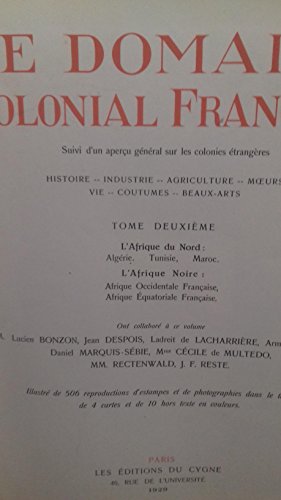 E DOMAI
OLONIAL FRAN
Suivi d'un aperçu général sur les colonies étrangères
HISTOIRE -- INDUSTRIE -- AGRICULTURE -- MŒURS
VIE -- COUTUMES -- BEAUX-ARTS
TOME DEUXIÈME
L'Afrique du Nord :
Algérie, Tunisie, Maroc.
L'Afrique Noire :
Afrique Occidentale Française,
Afrique Équatoriale Française.
Ont collaboré à ce volume
M. Lucien BONZON, Jean DESPOIS, Ladreit de LACHARRIÈRE, Arm
Daniel MARQUIS-SÉBIE, Mme CÉCILE de MULTEDO,
MM. RECTENWALD, J. F. RESTE.
Illustré de 506 reproductions d'estampes et de photographies dans le t
de 4 cartes et de 10 hors texte en couleurs.
PARIS
LES ÉDITIONS DU CYGNE
40, RUE DE L'UNIVERSITÉ
1929